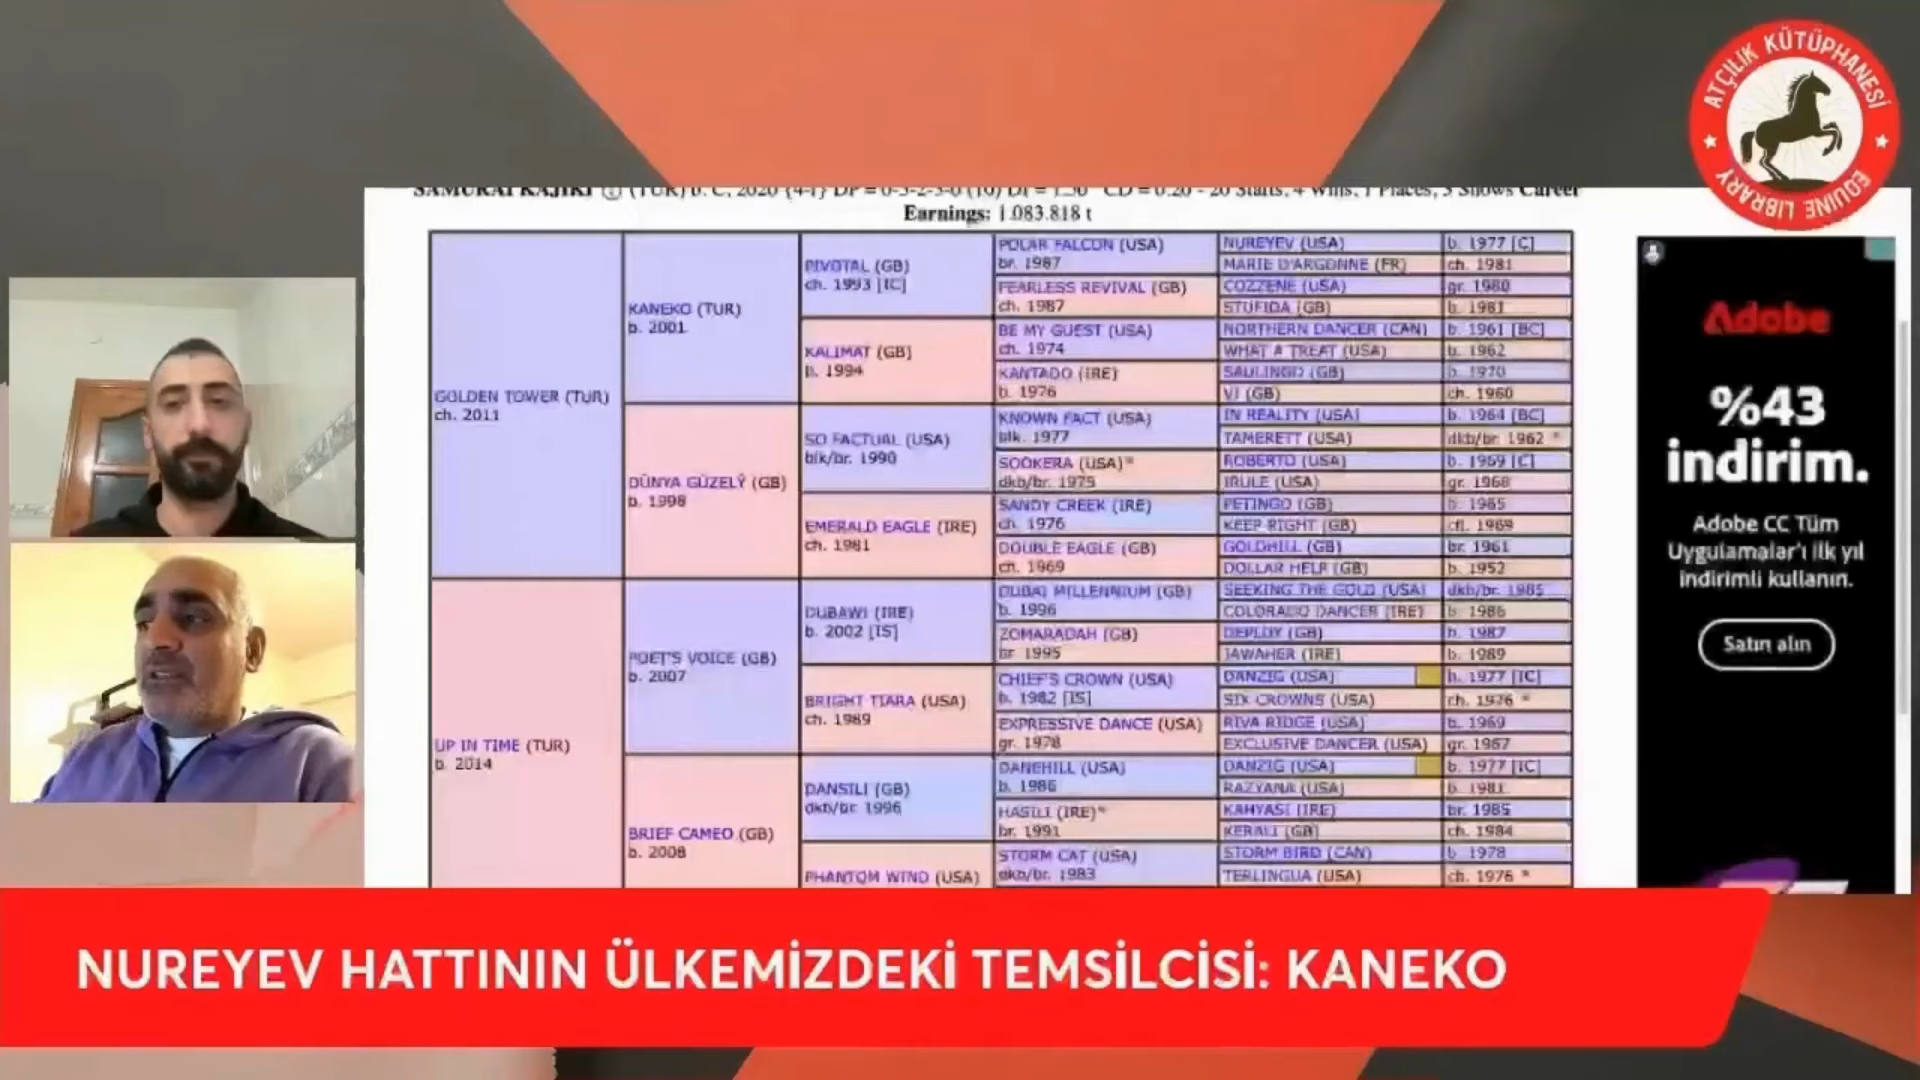 ATÇILIK KÜTÜPHANESİ
EQUINE LIBRARY
SAMURAI KAJIKI (TUR) b. C, 2020
Earnings: 1.083.818 t
GOLDEN TOWER (TUR)
ch. 2011
UP IN TIME (TUR)
b. 2014
KANEKO (TUR)
b. 2001
DÜNYA GÜZELÝ (GB)
b. 1998
POET'S VOICE (GB)
b. 2007
BRIEF CAMEO (GB)
b. 2008
PIVOTAL (GB)
ch. 1993 [IC]
KALIMAT (GB)
b. 1994
SO FACTUAL (USA)
blk/br. 1990
EMERALD EAGLE (IRE)
ch. 1981
DUBAWI (IRE)
b. 2002 [IS]
BRIGHT TIARA (USA)
ch. 1989
DANSILI (GB)
dkb/br. 1996
PHANTOM WIND (USA)
POLAR FALCON (USA)
br. 1987
FEARLESS REVIVAL (GB)
ch. 1987
BE MY GUEST (USA)
ch. 1974
KANTADO (IRE)
b. 1976
KNOWN FACT (USA)
blk. 1977
SOOKERA (USA)*
dkb/br. 1975
SANDY CREEK (IRE)
ch. 1976
DOUBLE EAGLE (GB)
ch. 1969
DUBAI MILLENNIUM (GB)
b. 1996
ZOMARADAH (GB)
br 1995
CHIEF'S CROWN (USA)
b. 1982 [IS]
EXPRESSIVE DANCE (USA)
gr. 1978
DANEHILL (USA)
b. 1986
HASILI (IRE)*
br. 1991
STORM CAT (USA)
dkb/br. 1983
NUREYEV (USA) b. 1977 [C]
MARIE D'ARGONNE (FR) ch. 1981
COZZENE (USA) gr. 1980
STUFIDA (GB) b. 1981
NORTHERN DANCER (CAN) b. 1961 [BC]
WHAT A TREAT (USA) b. 1962
SAULINGO (GB) b. 1970
VI (GB) ch. 1960
IN REALITY (USA) b. 1964 [BC]
TAMERETT (USA) dkb/br. 1962 *
ROBERTO (USA) b. 1969 [C]
IRULE (USA) gr. 1968
PETINGO (GB) b. 1965
KEEP RIGHT (GB) 1969
GOLDHILL (GB) br. 1961
DOLLAR HELP (GB) b. 1952
SEEKING THE GOLD (USA) dkb/br. 1985
COLORADO DANCER (IRE) b. 1986
DEPLOY (GB) b. 1987
JAWAHER (IRE) b. 1989
DANZIG (USA) b. 1977 [IC]
SIX CROWNS (USA) ch. 1976 *
RIVA RIDGE (USA) b. 1969
EXCLUSIVE DANCER (USA) gr. 1967
DANZIG (USA) b. 1977 [IC]
RAZYANA (USA) b. 1981
KAHYASI (IRE) br. 1985
KERALI (GB) ch. 1984
STORM BIRD (CAN) b. 1978
TERLINGUA (USA) ch. 1976 *
Adobe
%43
indirim.
Adobe CC Tüm
Uygulamalar'ı ilk yıl
indirimli kullanın.
Satın alın
NUREYEV HATTININ ÜLKEMİZDEKİ TEMSİLCİSİ: KANEKO